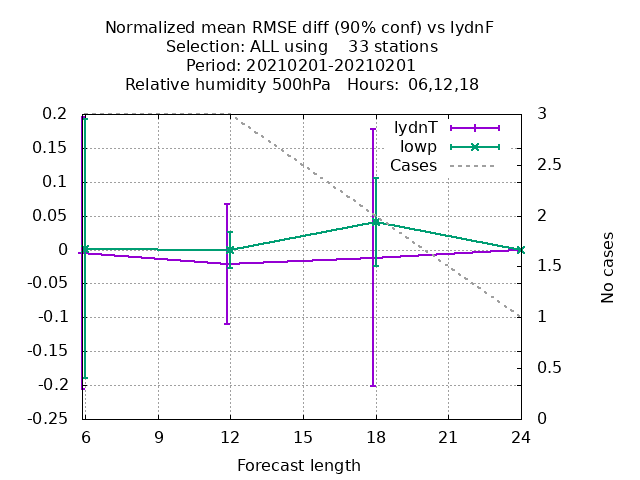 Normalized mean RMSE diff (90% conf) vs lydnF
Selection: ALL using    33 stations
Period: 20210201-20210201
Relative humidity 500hPa   Hours:  06,12,18
0.2
0.15
0.1
0.05
0
-0.05
-0.1
-0.15
-0.2
-0.25
3
2.5
2
1.5
1
0.5
0
lydnT
lowp
Cases
No cases
6 9 12 15 18 21 24
Forecast length